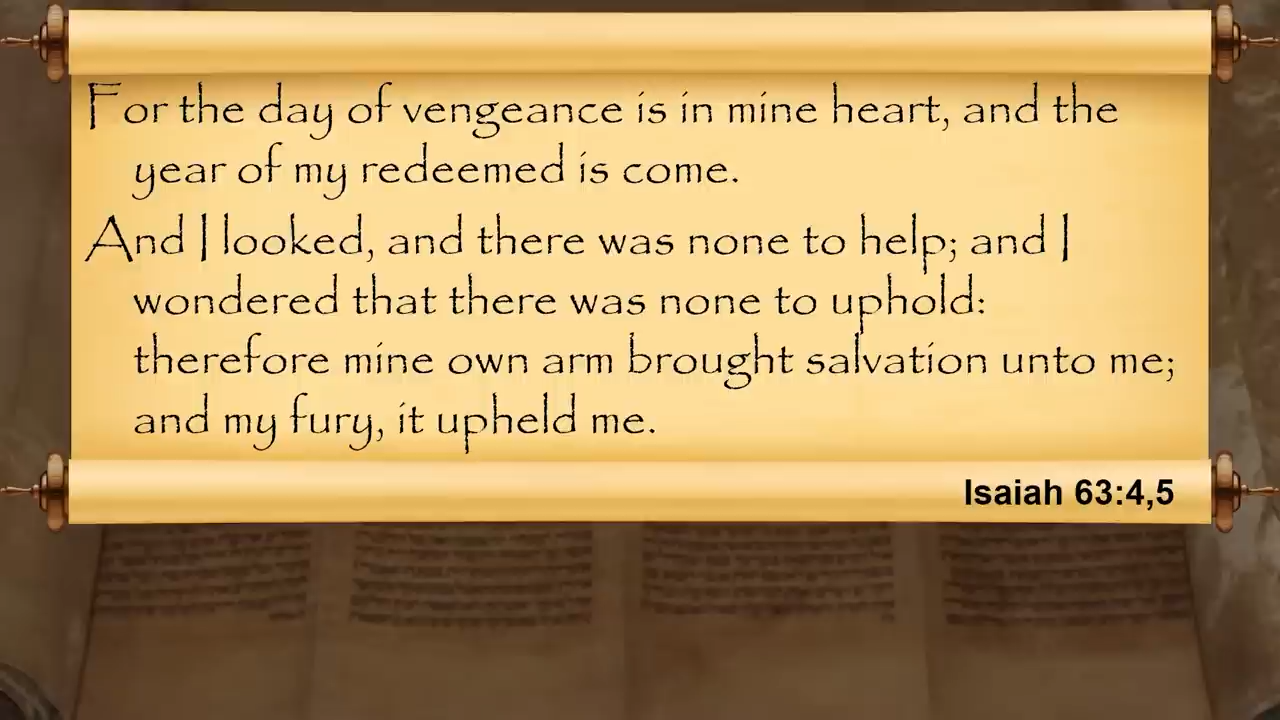 For the day of vengeance is in mine heart, and the
year of my redeemed is come.
And I looked, and there was none to help; and I
wondered that there was none to uphold:
therefore mine own arm brought salvation unto me;
and my fury, it upheld me.
Isaiah 63:4,5